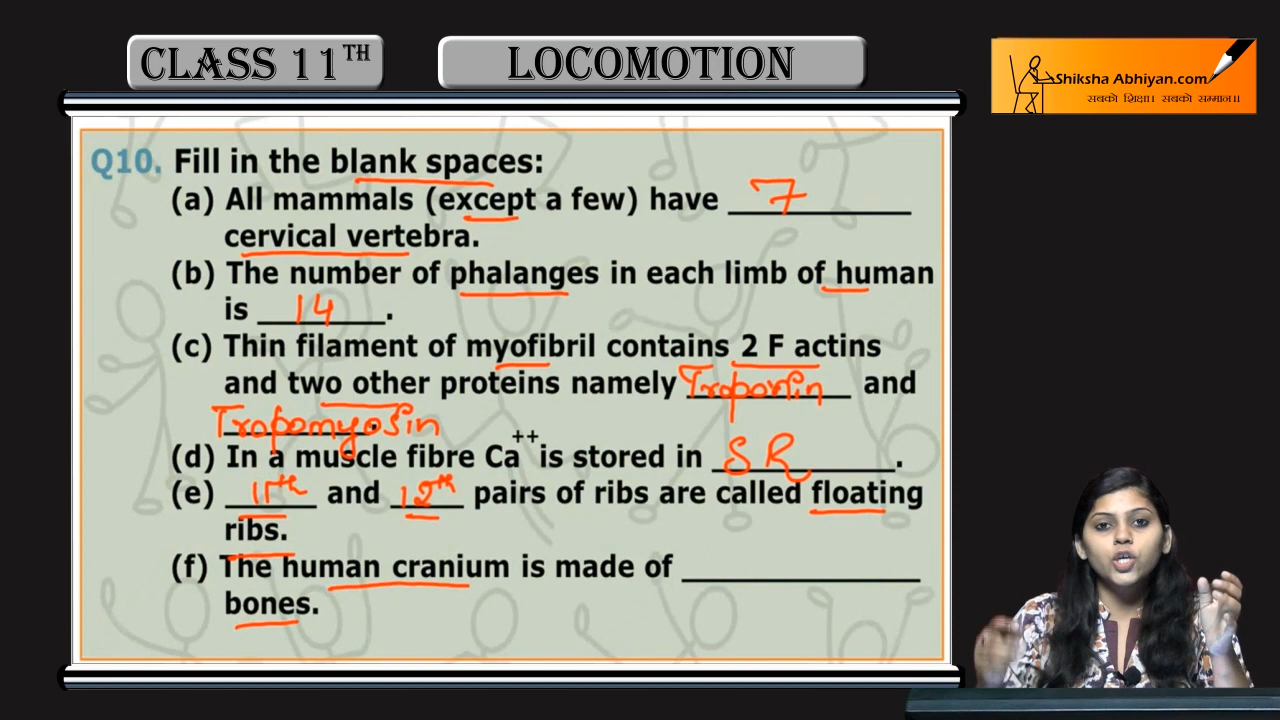 CLASS 11TH
LOCOMOTION
Shiksha Abhiyan.com
सबको शिक्षा। सबको सम्मान॥
Q10. Fill in the blank spaces:
(a) All mammals (except a few) have 7
cervical vertebra.
(b) The number of phalanges in each limb of human
is 14.
(c) Thin filament of myofibril contains 2 F actins
and two other proteins namely Troponin and
Tropomyosin.
(d) In a muscle fibre Ca++ is stored in SR.
(e) 11th and 12th pairs of ribs are called floating
ribs.
(f) The human cranium is made of ____________
bones.